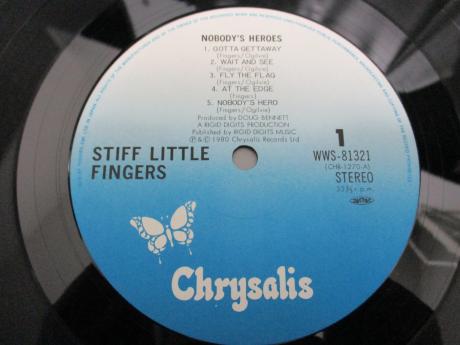 NOBODY'S HEROES
1. GOTTA GETTAWAY
(Fingers/Ogilvie)
2. WAIT AND SEE
(Fingers/Ogilvie)
3. FLY THE FLAG
(Fingers/Ogilvie)
4. AT THE EDGE
(Fingers)
5. NOBODY'S HERO
(Fingers/Ogilvie)
Produced by DOUG BENNETT
A RIGID DIGITS PRODUCTION
Published by RIGID DIGITS MUSIC
℗ & © 1980 Chrysalis Records Ltd
STIFF LITTLE
FINGERS
1
WWS-81321
(CHR-1270-A)
STEREO
33⅓ r.p.m.
Chrysalis